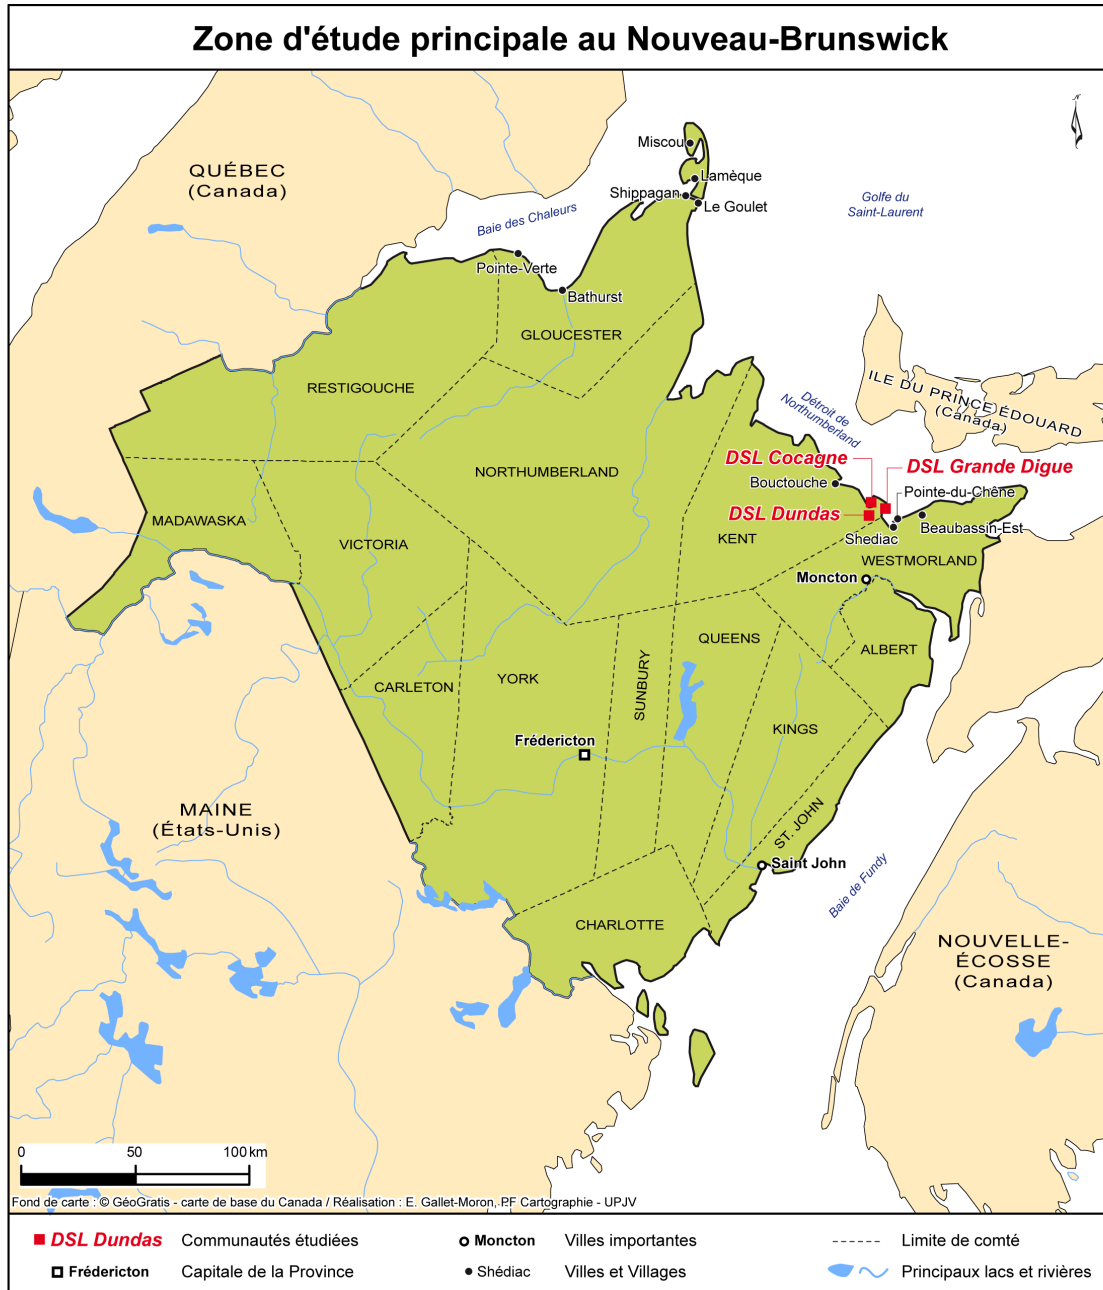 Zone d'étude principale au Nouveau-Brunswick
N
Miscou
QUÉBEC
(Canada)
Lamèque
Shippagan
Le Goulet
Golfe du
Saint-Laurent
Baie des Chaleurs
Pointe-Verte
Bathurst
GLOUCESTER
RESTIGOUCHE
ILE DU PRINCE ÉDOUARD
(Canada)
Détroit de
Northumberland
DSL Cocagne
DSL Grande Digue
NORTHUMBERLAND
Bouctouche
Pointe-du-Chêne
DSL Dundas
MADAWASKA
Beaubassin-Est
VICTORIA
KENT
Shediac
WESTMORLAND
Moncton
QUEENS
ALBERT
SUNBURY
YORK
CARLETON
KINGS
Frédericton
MAINE
(États-Unis)
ST. JOHN
Saint John
Baie de Fundy
CHARLOTTE
NOUVELLE-
ÉCOSSE
(Canada)
0 50 100 km
Fond de carte : © GéoGratis - carte de base du Canada / Réalisation : E. Gallet-Moron, PF Cartographie - UPJV
DSL Dundas Communautés étudiées
Moncton Villes importantes
Limite de comté
Frédericton Capitale de la Province
Shédiac Villes et Villages
Principaux lacs et rivières